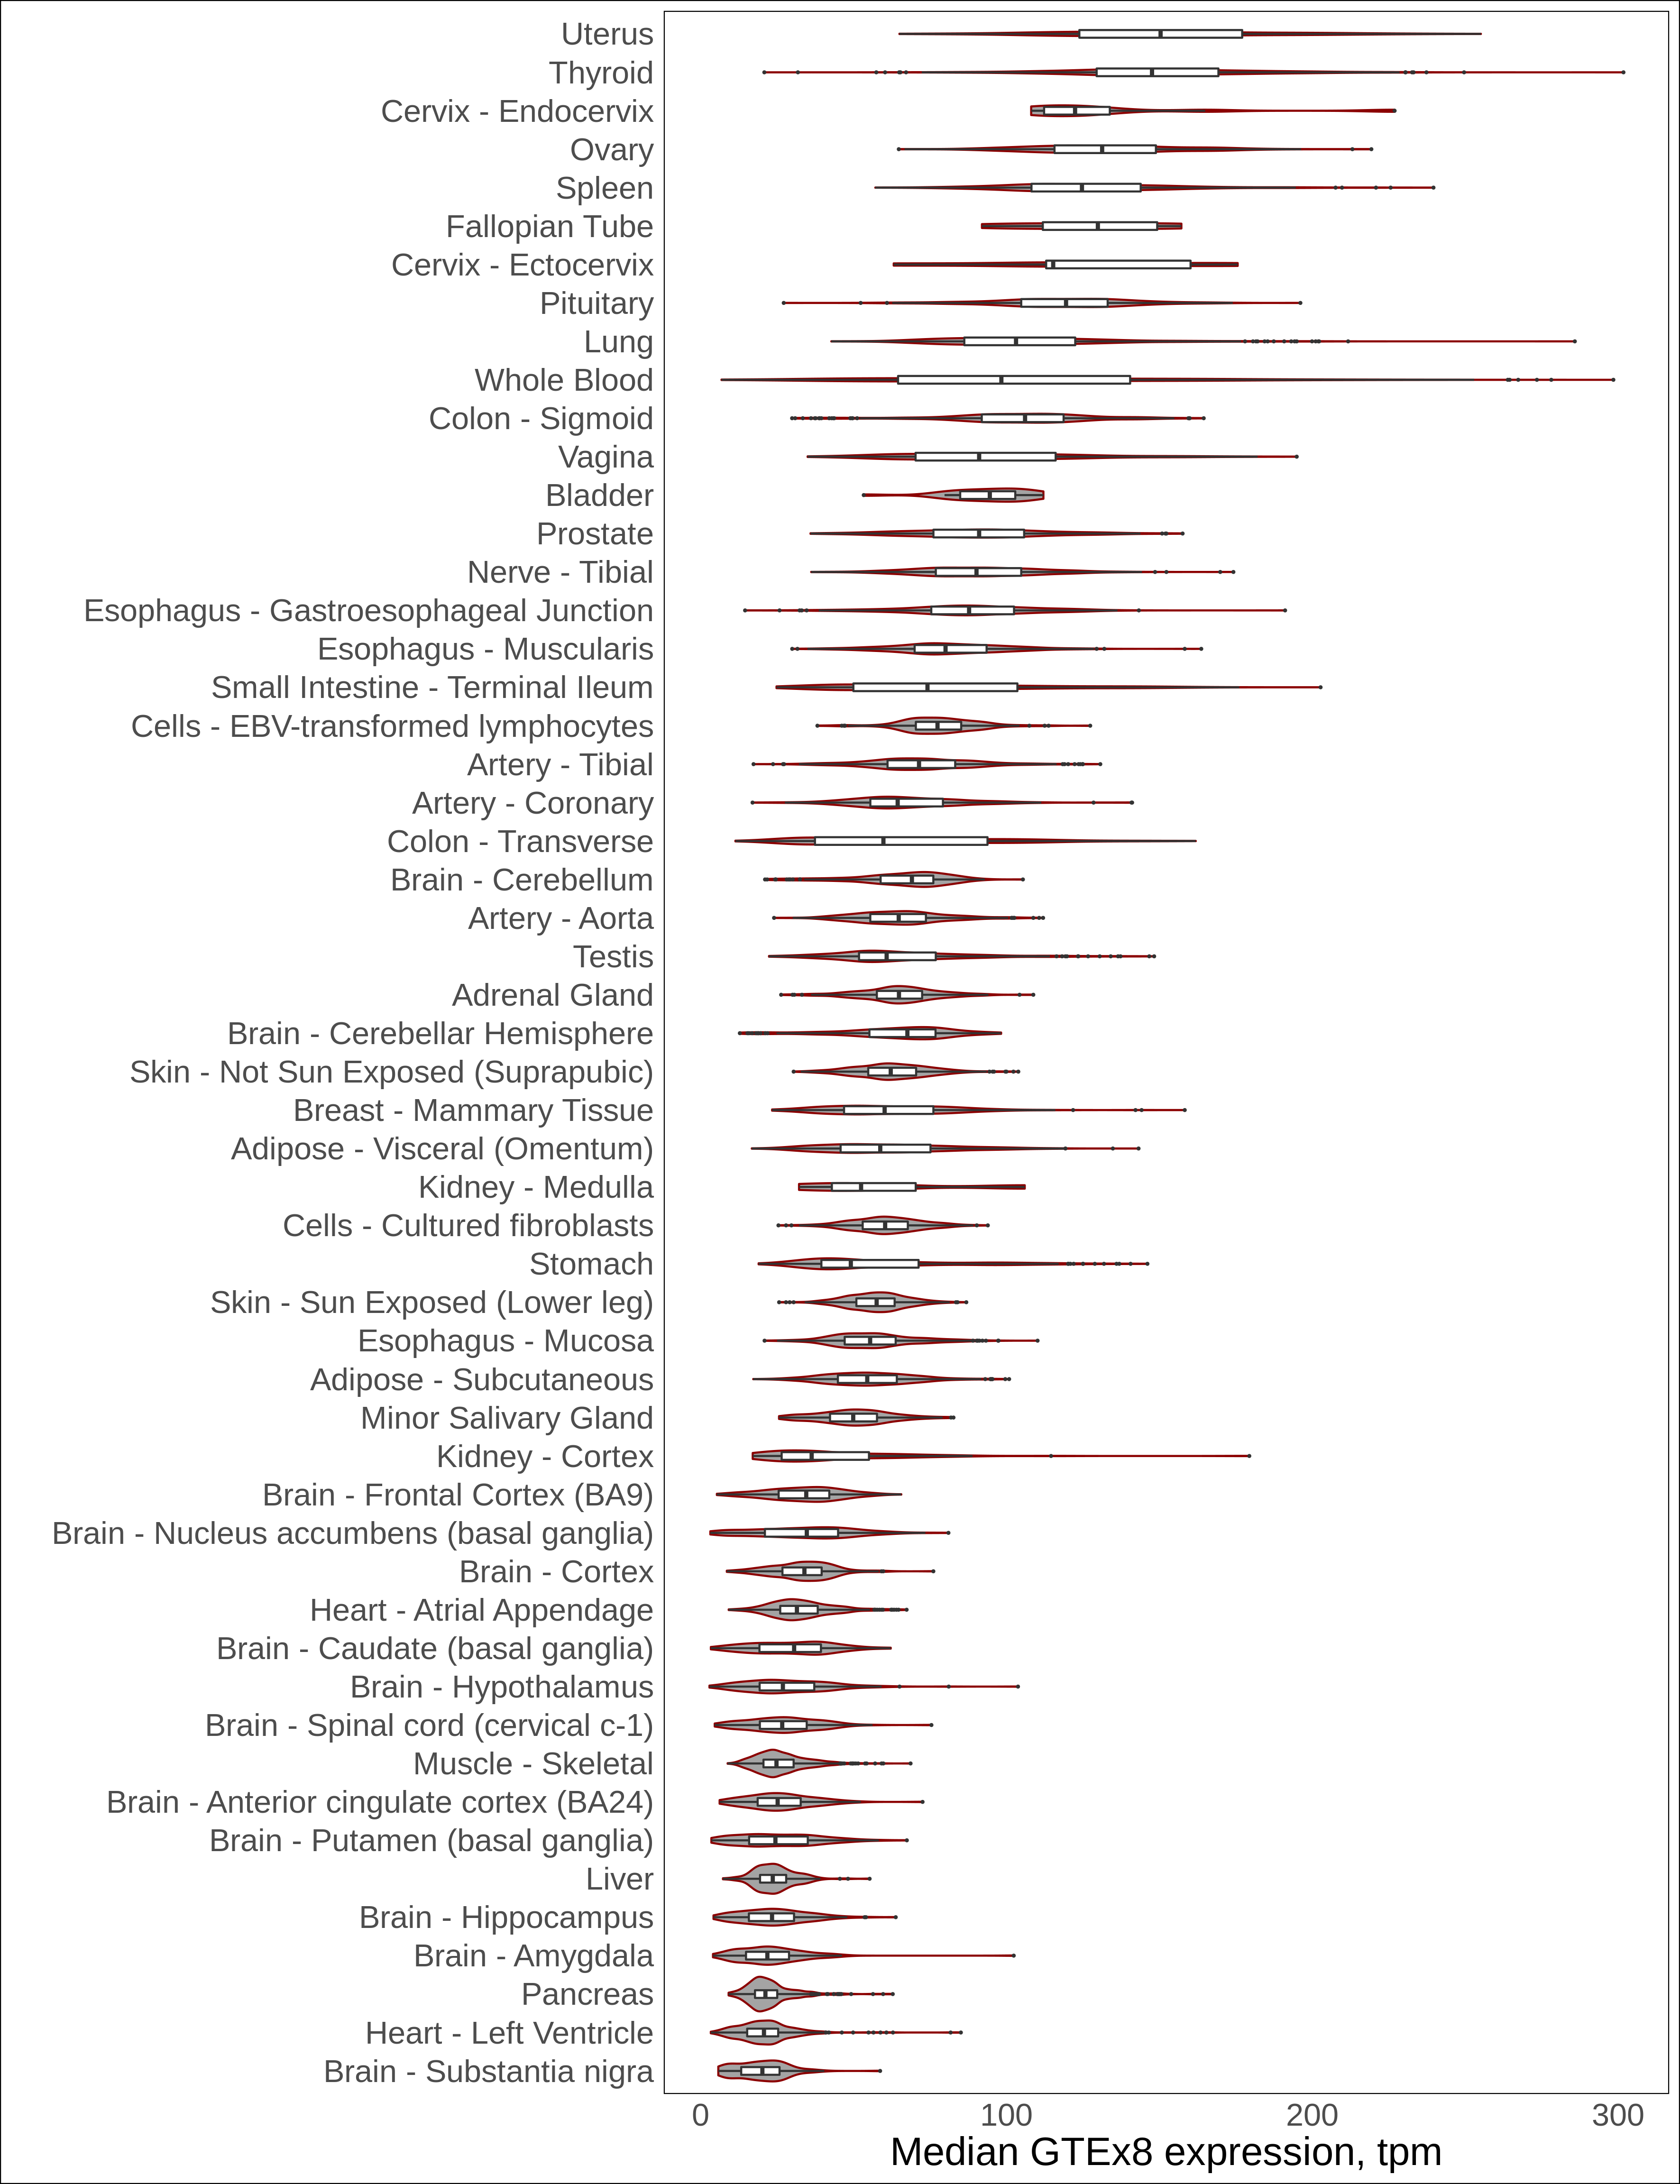 Uterus
Thyroid
Cervix - Endocervix
Ovary
Spleen
Fallopian Tube
Cervix - Ectocervix
Pituitary
Lung
Whole Blood
Colon - Sigmoid
Vagina
Bladder
Prostate
Nerve - Tibial
Esophagus - Gastroesophageal Junction
Esophagus - Muscularis
Small Intestine - Terminal Ileum
Cells - EBV-transformed lymphocytes
Artery - Tibial
Artery - Coronary
Colon - Transverse
Brain - Cerebellum
Artery - Aorta
Testis
Adrenal Gland
Brain - Cerebellar Hemisphere
Skin - Not Sun Exposed (Suprapubic)
Breast - Mammary Tissue
Adipose - Visceral (Omentum)
Kidney - Medulla
Cells - Cultured fibroblasts
Stomach
Skin - Sun Exposed (Lower leg)
Esophagus - Mucosa
Adipose - Subcutaneous
Minor Salivary Gland
Kidney - Cortex
Brain - Frontal Cortex (BA9)
Brain - Nucleus accumbens (basal ganglia)
Brain - Cortex
Heart - Atrial Appendage
Brain - Caudate (basal ganglia)
Brain - Hypothalamus
Brain - Spinal cord (cervical c-1)
Muscle - Skeletal
Brain - Anterior cingulate cortex (BA24)
Brain - Putamen (basal ganglia)
Liver
Brain - Hippocampus
Brain - Amygdala
Pancreas
Heart - Left Ventricle
Brain - Substantia nigra
0 100 200 300
Median GTEx8 expression, tpm